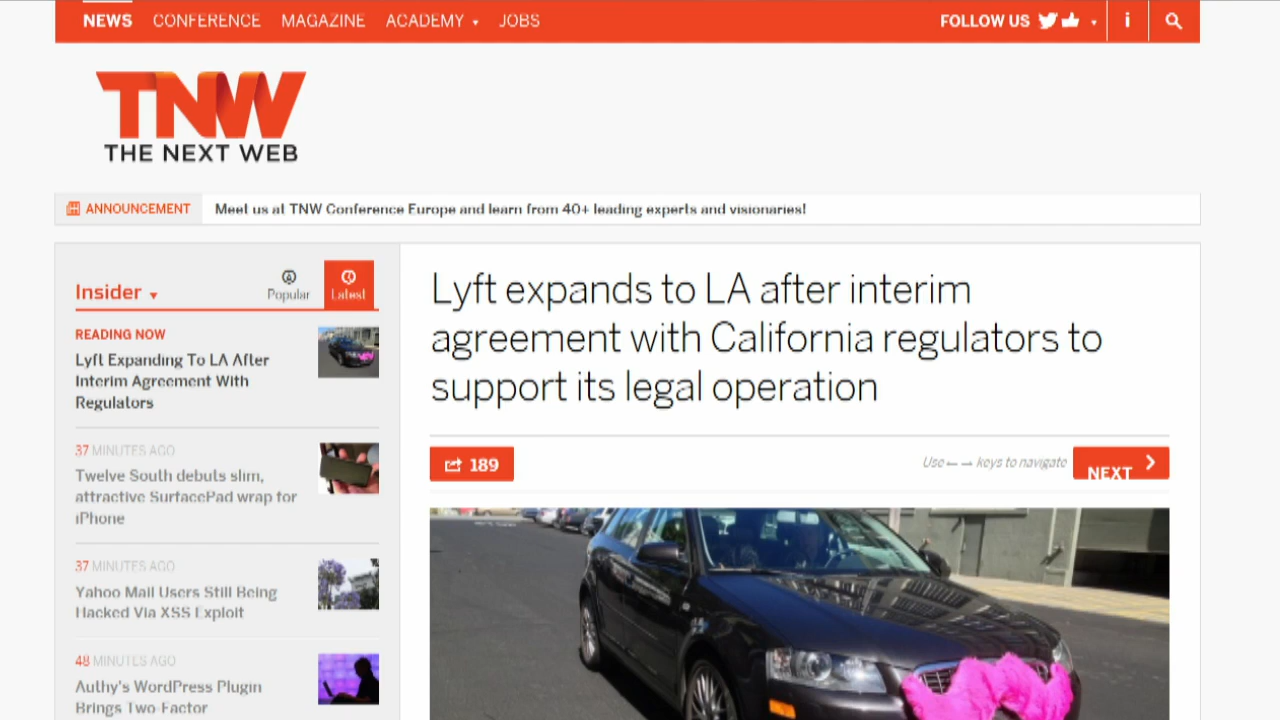 NEWS CONFERENCE MAGAZINE ACADEMY JOBS FOLLOW US i
TNW
THE NEXT WEB
ANNOUNCEMENT Meet us at TNW Conference Europe and learn from 40+ leading experts and visionaries!
Insider Popular Latest
READING NOW
Lyft Expanding To LA After
Interim Agreement With
Regulators
37 MINUTES AGO
Twelve South debuts slim,
attractive SurfacePad wrap for
iPhone
37 MINUTES AGO
Yahoo Mail Users Still Being
Hacked Via XSS Exploit
48 MINUTES AGO
Authy's WordPress Plugin
Brings Two-Factor
Lyft expands to LA after interim
agreement with California regulators to
support its legal operation
189 Use ← → keys to navigate NEXT